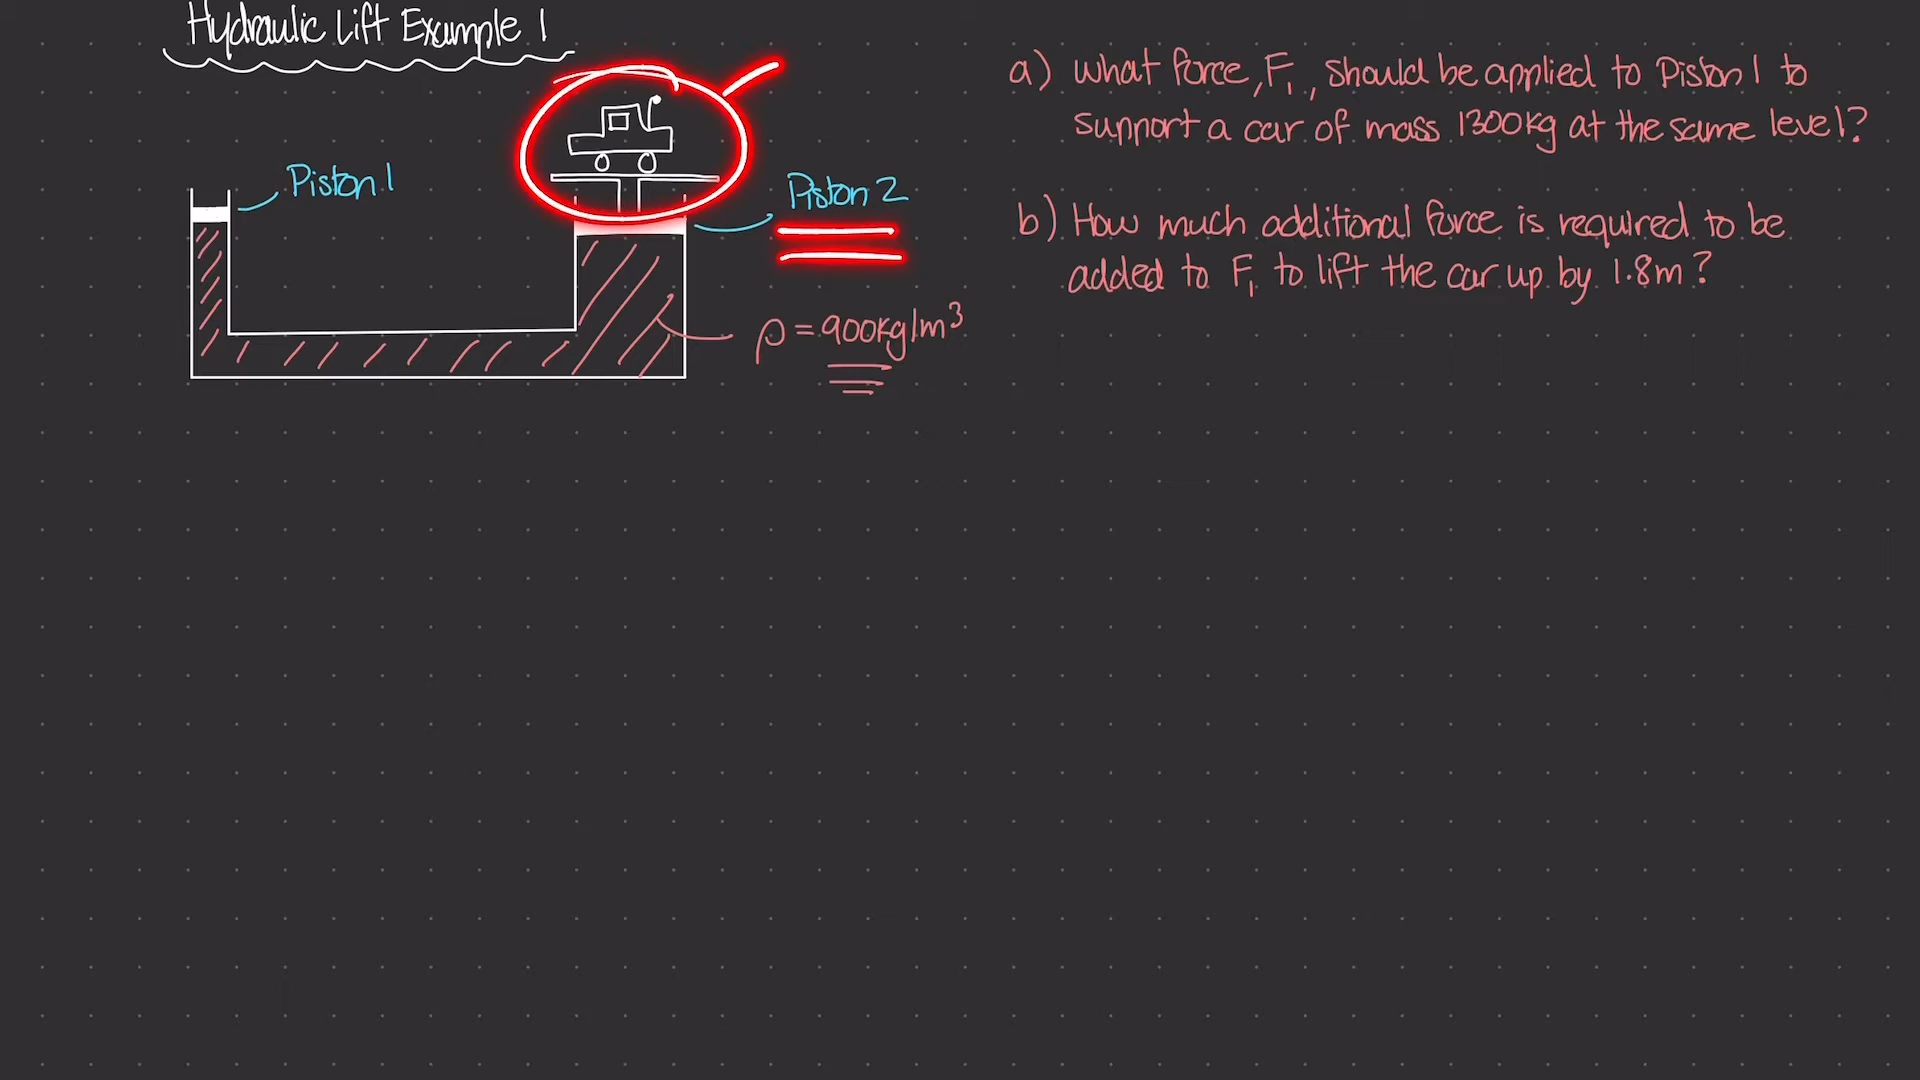 Hydraulic Lift Example 1
Piston 1
Piston 2
ρ = 900kg/m³
a) What force, F₁, should be applied to Piston 1 to
support a car of mass 1300kg at the same level?
b) How much additional force is required to be
added to F₁ to lift the car up by 1.8m?